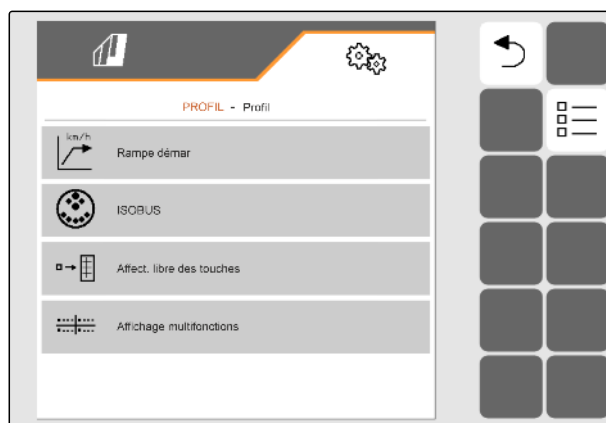 PROFIL - Profil
km/h
Rampe démar
ISOBUS
Affect. libre des touches
Affichage multifonctions